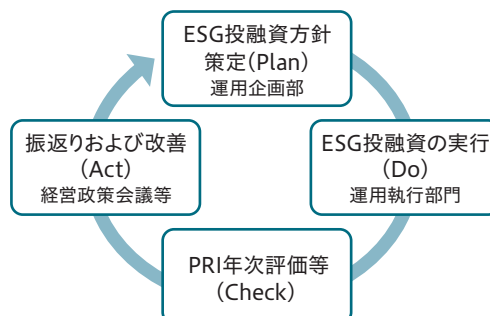 ESG投融資方針
策定(Plan)
運用企画部
振返りおよび改善
(Act)
経営政策会議等
ESG投融資の実行
(Do)
運用執行部門
PRI年次評価等
(Check)